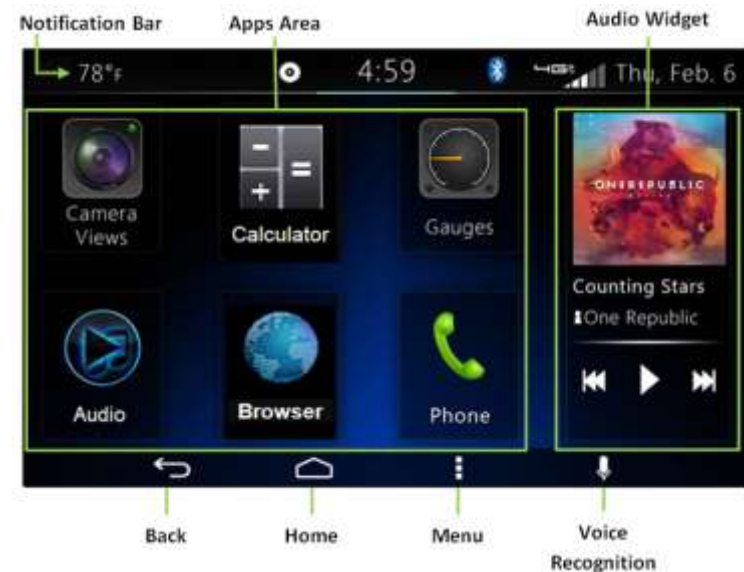 Notification Bar
Apps Area
Audio Widget
78°F
4:59
4G
Thu, Feb. 6
Camera
Views
Calculator
Gauges
ONEREPUBLIC
Counting Stars
One Republic
Audio
Browser
Phone
Back
Home
Menu
Voice
Recognition